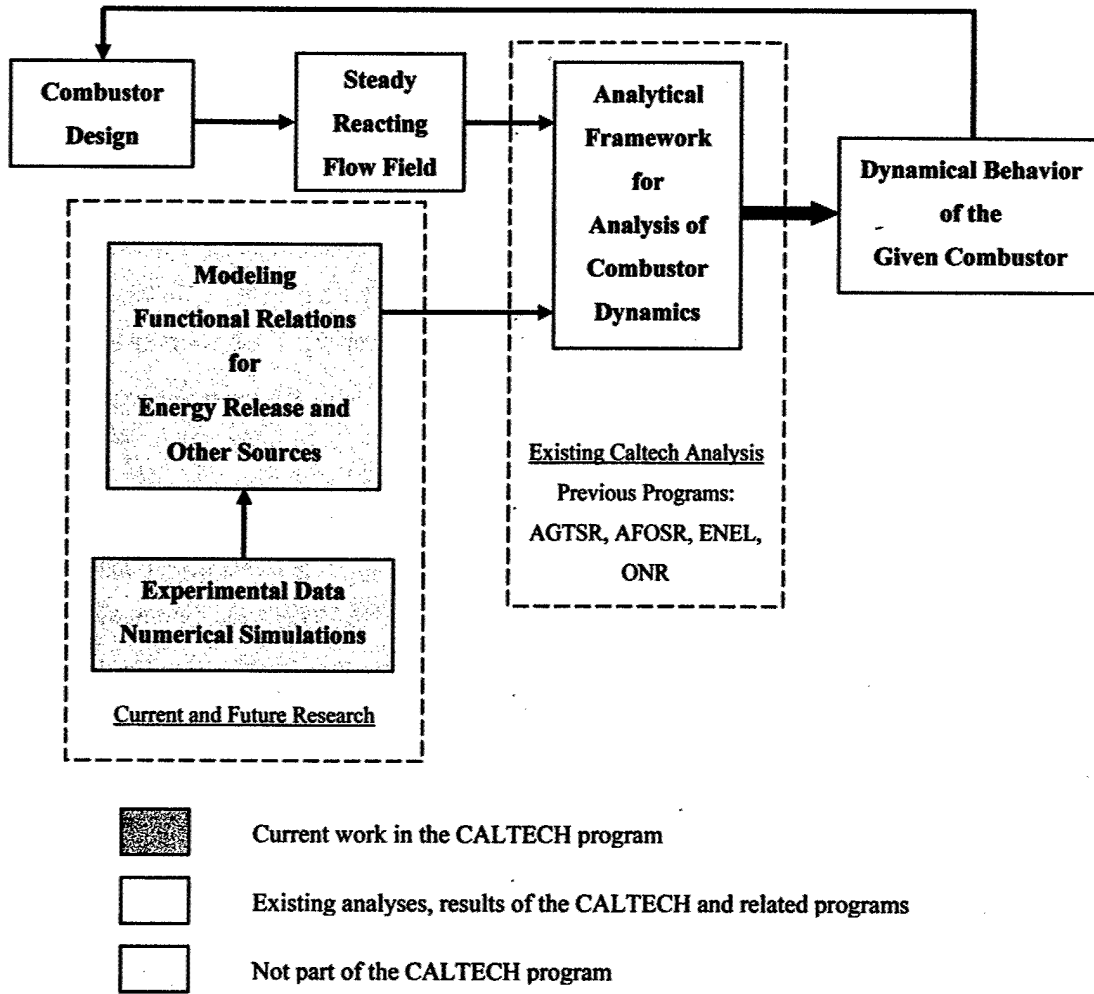 Combustor
Design
Steady
Reacting
Flow Field
Analytical
Framework
for
Analysis of
Combustor
Dynamics
Dynamical Behavior
of the
Given Combustor
Modeling
Functional Relations
for
Energy Release and
Other Sources
Existing Caltech Analysis
Previous Programs:
AGTSR, AFOSR, ENEL,
ONR
Experimental Data
Numerical Simulations
Current and Future Research
Current work in the CALTECH program
Existing analyses, results of the CALTECH and related programs
Not part of the CALTECH program